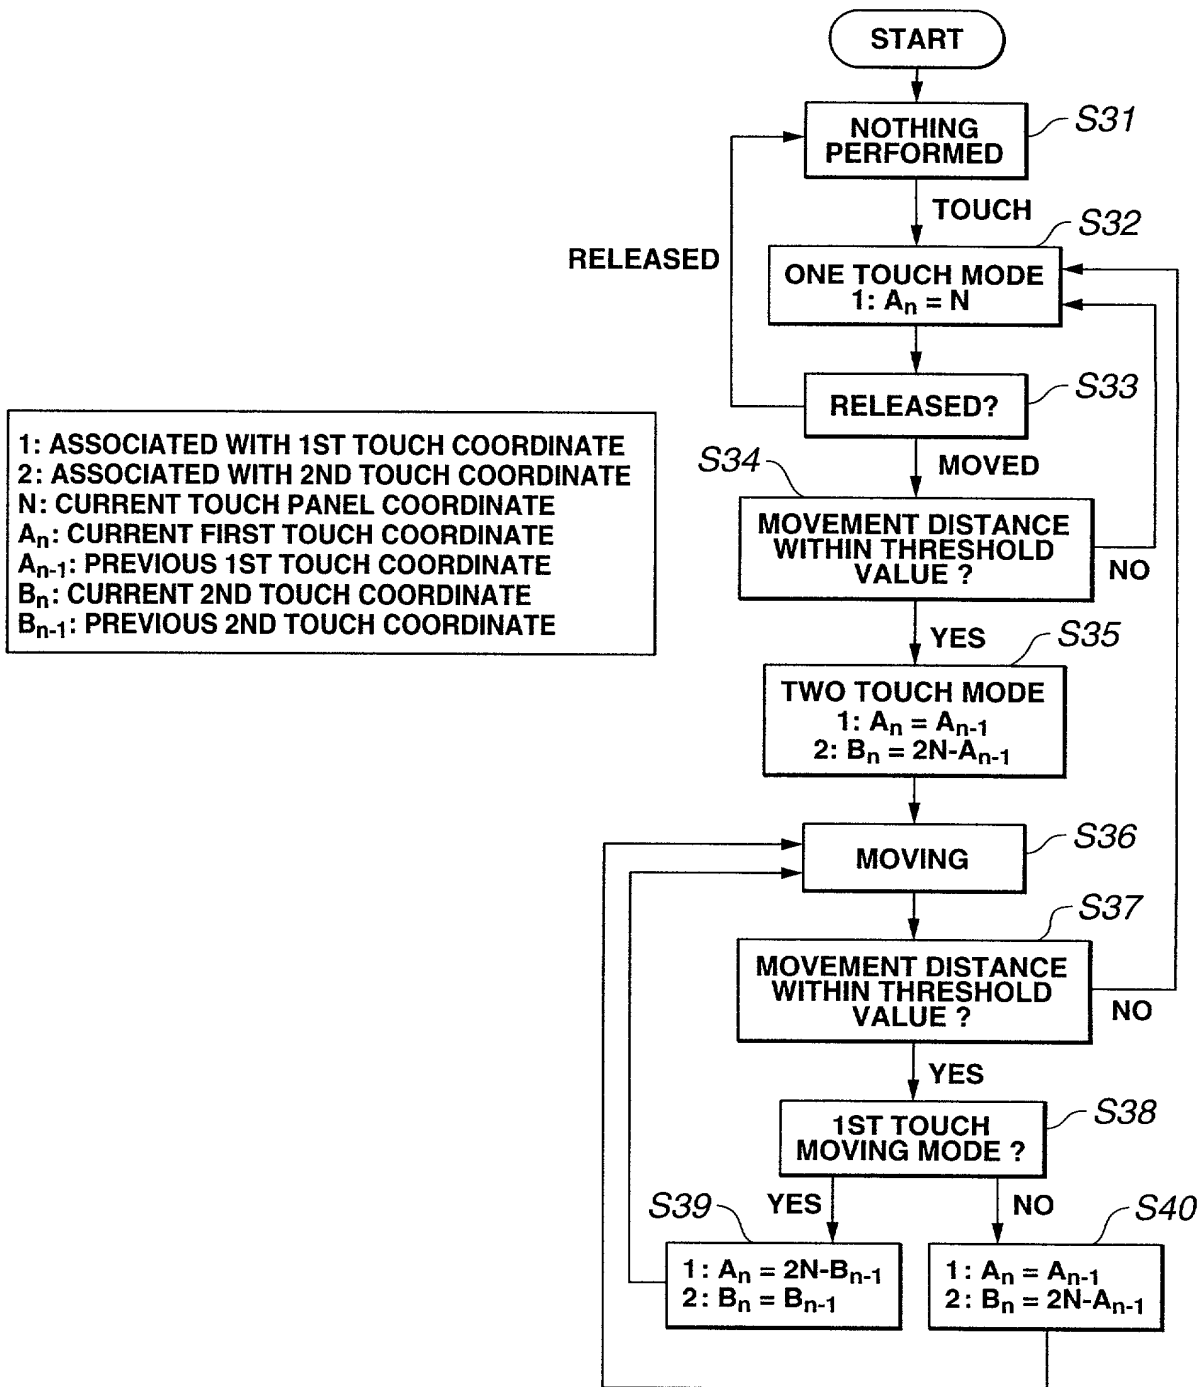 START
NOTHING
PERFORMED
S31
TOUCH
S32
RELEASED
ONE TOUCH MODE
1: Aₙ = N
RELEASED?
S33
MOVED
S34
MOVEMENT DISTANCE
WITHIN THRESHOLD
VALUE ?
NO
1: ASSOCIATED WITH 1ST TOUCH COORDINATE
2: ASSOCIATED WITH 2ND TOUCH COORDINATE
N: CURRENT TOUCH PANEL COORDINATE
Aₙ: CURRENT FIRST TOUCH COORDINATE
Aₙ₋₁: PREVIOUS 1ST TOUCH COORDINATE
Bₙ: CURRENT 2ND TOUCH COORDINATE
Bₙ₋₁: PREVIOUS 2ND TOUCH COORDINATE
YES
S35
TWO TOUCH MODE
1: Aₙ = Aₙ₋₁
2: Bₙ = 2N-Aₙ₋₁
MOVING
S36
S37
MOVEMENT DISTANCE
WITHIN THRESHOLD
VALUE ?
NO
YES
1ST TOUCH
MOVING MODE ?
S38
YES
NO
S39
1: Aₙ = 2N-Bₙ₋₁
2: Bₙ = Bₙ₋₁
S40
1: Aₙ = Aₙ₋₁
2: Bₙ = 2N-Aₙ₋₁